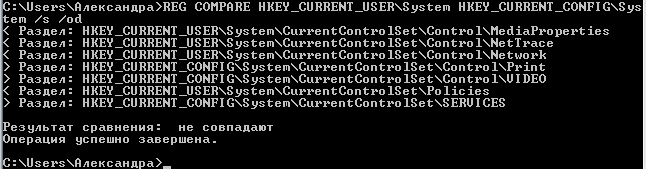 C:\Users\Александра>REG COMPARE HKEY_CURRENT_USER\System HKEY_CURRENT_CONFIG\Sys
tem /s /od
< Раздел: HKEY_CURRENT_USER\System\CurrentControlSet\Control\MediaProperties
< Раздел: HKEY_CURRENT_USER\System\CurrentControlSet\Control\NetTrace
< Раздел: HKEY_CURRENT_USER\System\CurrentControlSet\Control\Network
> Раздел: HKEY_CURRENT_CONFIG\System\CurrentControlSet\Control\Print
> Раздел: HKEY_CURRENT_CONFIG\System\CurrentControlSet\Control\VIDEO
< Раздел: HKEY_CURRENT_USER\System\CurrentControlSet\Policies
> Раздел: HKEY_CURRENT_CONFIG\System\CurrentControlSet\SERVICES
Результат сравнения:  не совпадают
Операция успешно завершена.
C:\Users\Александра>_